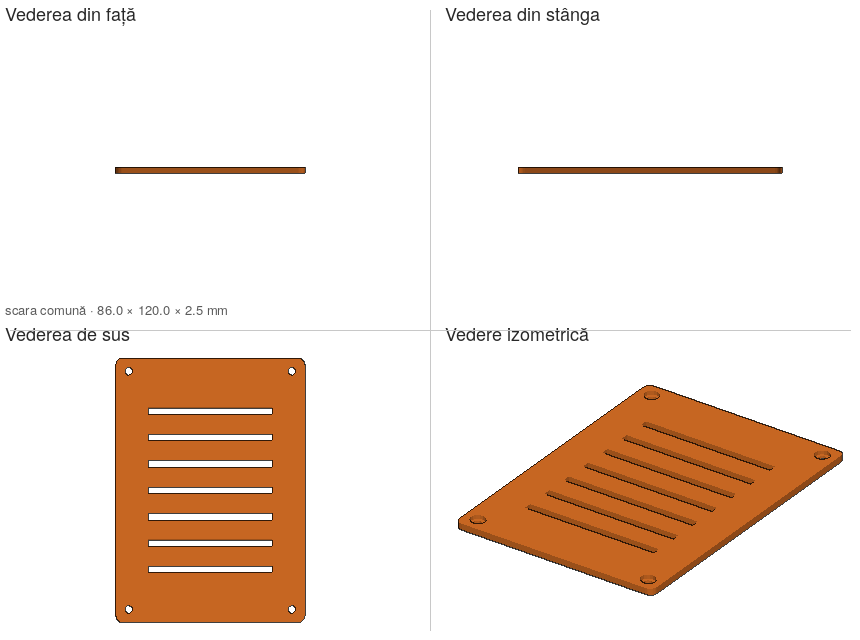 Vederea din față
Vederea din stânga
scara comună · 86.0 × 120.0 × 2.5 mm
Vederea de sus
Vedere izometrică